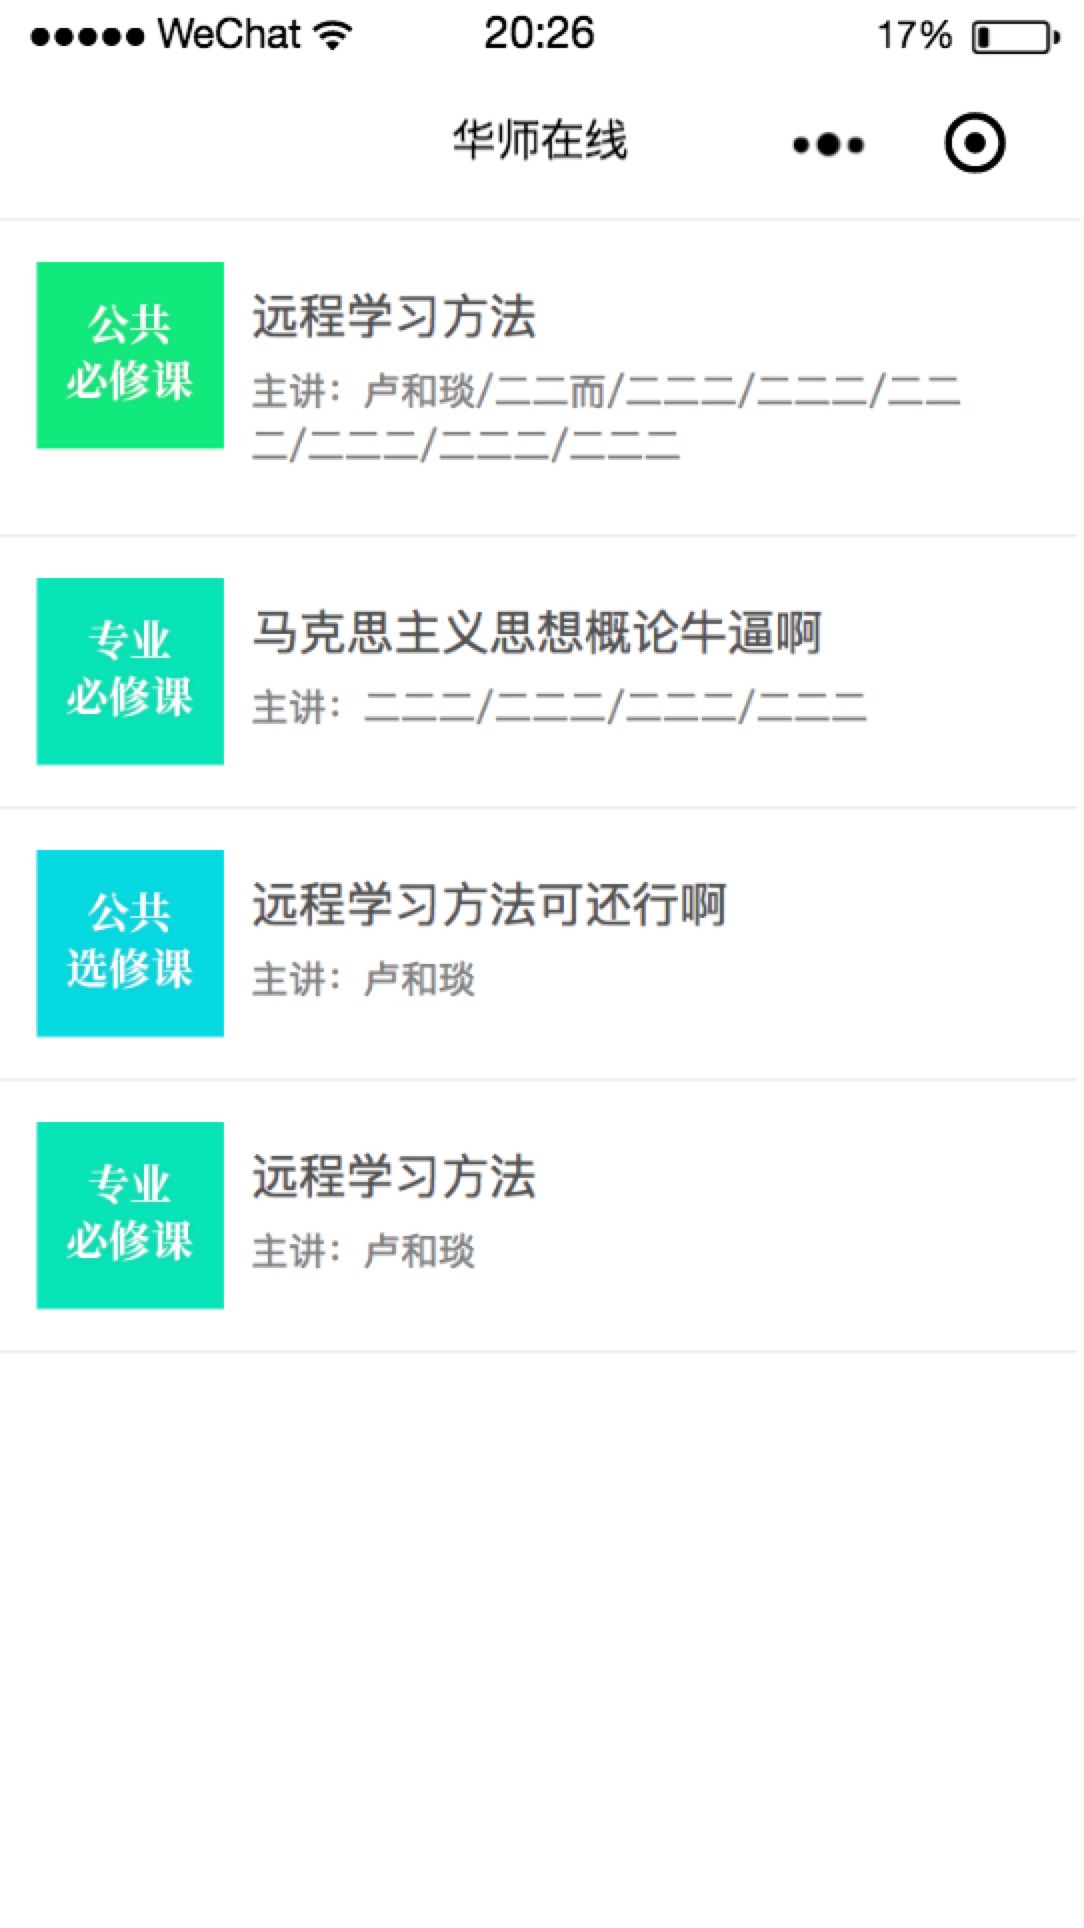 WeChat 20:26 17%
华师在线
公共
必修课
远程学习方法
主讲：卢和琰/二二而/二二二/二二二/二二
二/二二二/二二二/二二二
专业
必修课
马克思主义思想概论牛逼啊
主讲：二二二/二二二/二二二/二二二
公共
选修课
远程学习方法可还行啊
主讲：卢和琰
专业
必修课
远程学习方法
主讲：卢和琰